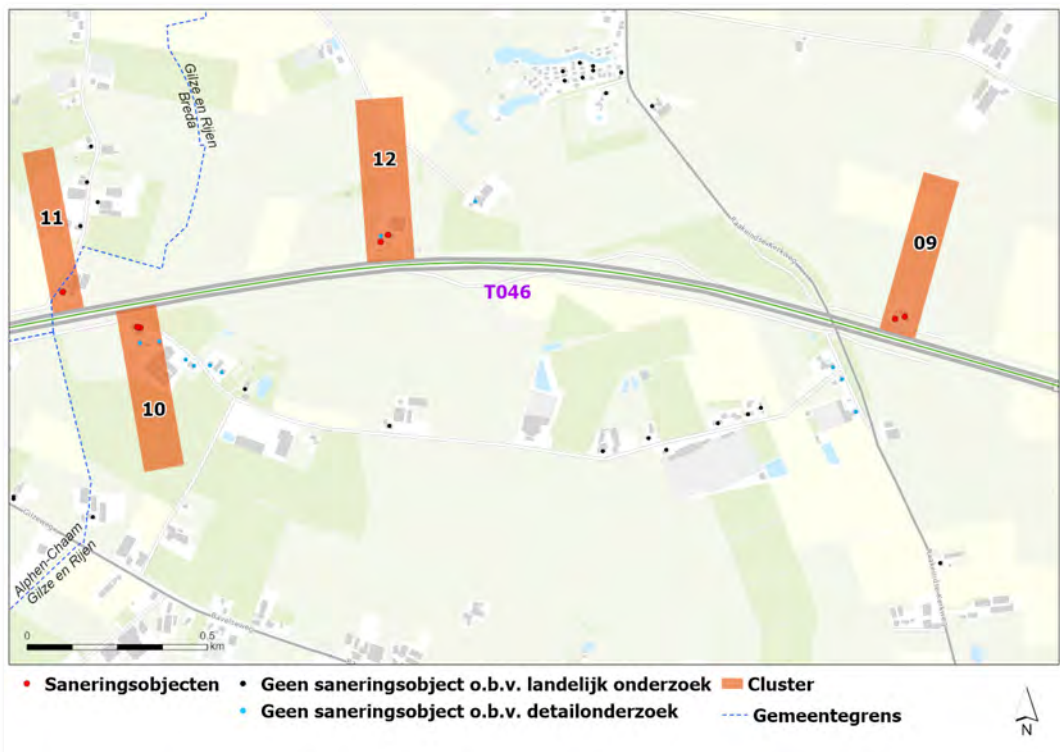 Gilze en Rijen
Breda
12
11
09
T046
10
Alphen-Chaam
Gilze en Rijen
0
0.5
km
Saneringsobjecten
Geen saneringsobject o.b.v. landelijk onderzoek
Cluster
Geen saneringsobject o.b.v. detailonderzoek
Gemeentegrens
N